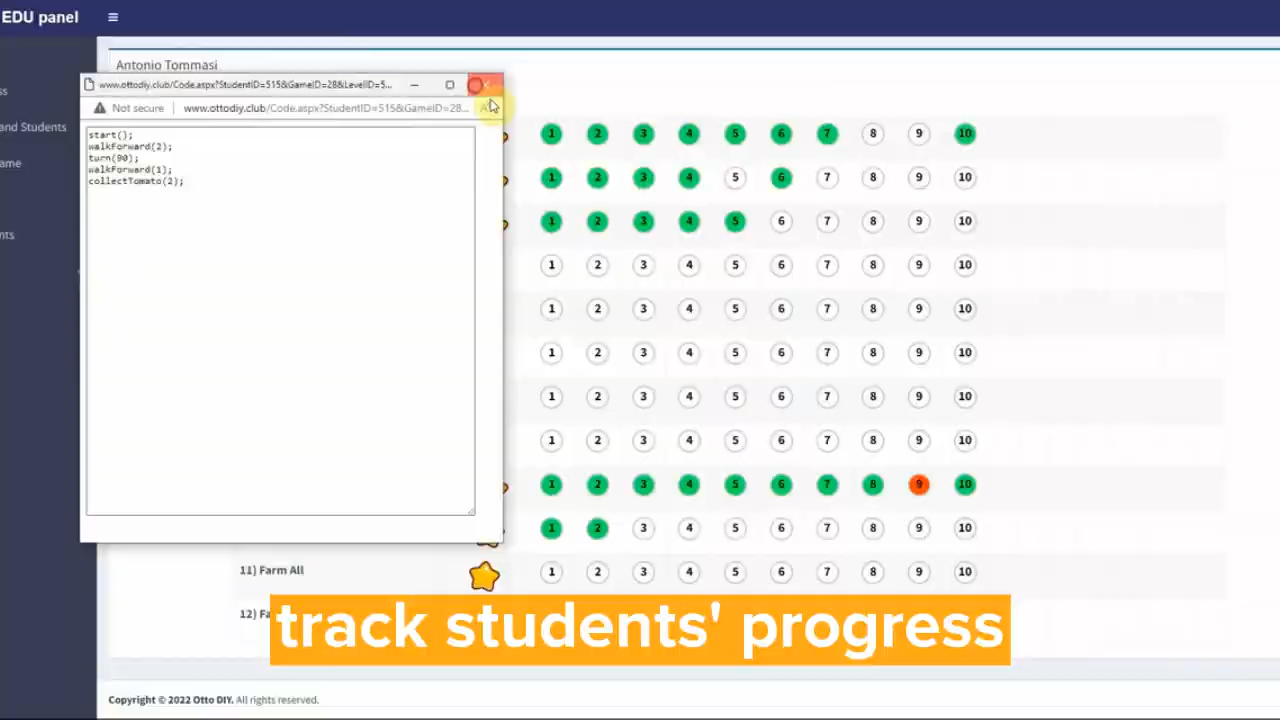 EDU panel
Antonio Tommasi
www.ottodiy.club/Code.aspx?StudentID=515&GameID=28&LevelID=5...
Not secure
www.ottodiy.club/Code.aspx?StudentID=515&GameID=28...
start();
walkForward(2);
turn(90);
walkForward(1);
collectTomato(2);
ss
and Students
ame
nts
1 2 3 4 5 6 7 8 9 10
1 2 3 4 5 6 7 8 9 10
1 2 3 4 5 6 7 8 9 10
1 2 3 4 5 6 7 8 9 10
1 2 3 4 5 6 7 8 9 10
1 2 3 4 5 6 7 8 9 10
1 2 3 4 5 6 7 8 9 10
1 2 3 4 5 6 7 8 9 10
1 2 3 4 5 6 7 8 9 10
1 2 3 4 5 6 7 8 9 10
11) Farm All
1 2 3 4 5 6 7 8 9 10
12) Fa
track students' progress
Copyright © 2022 Otto DIY. All rights reserved.